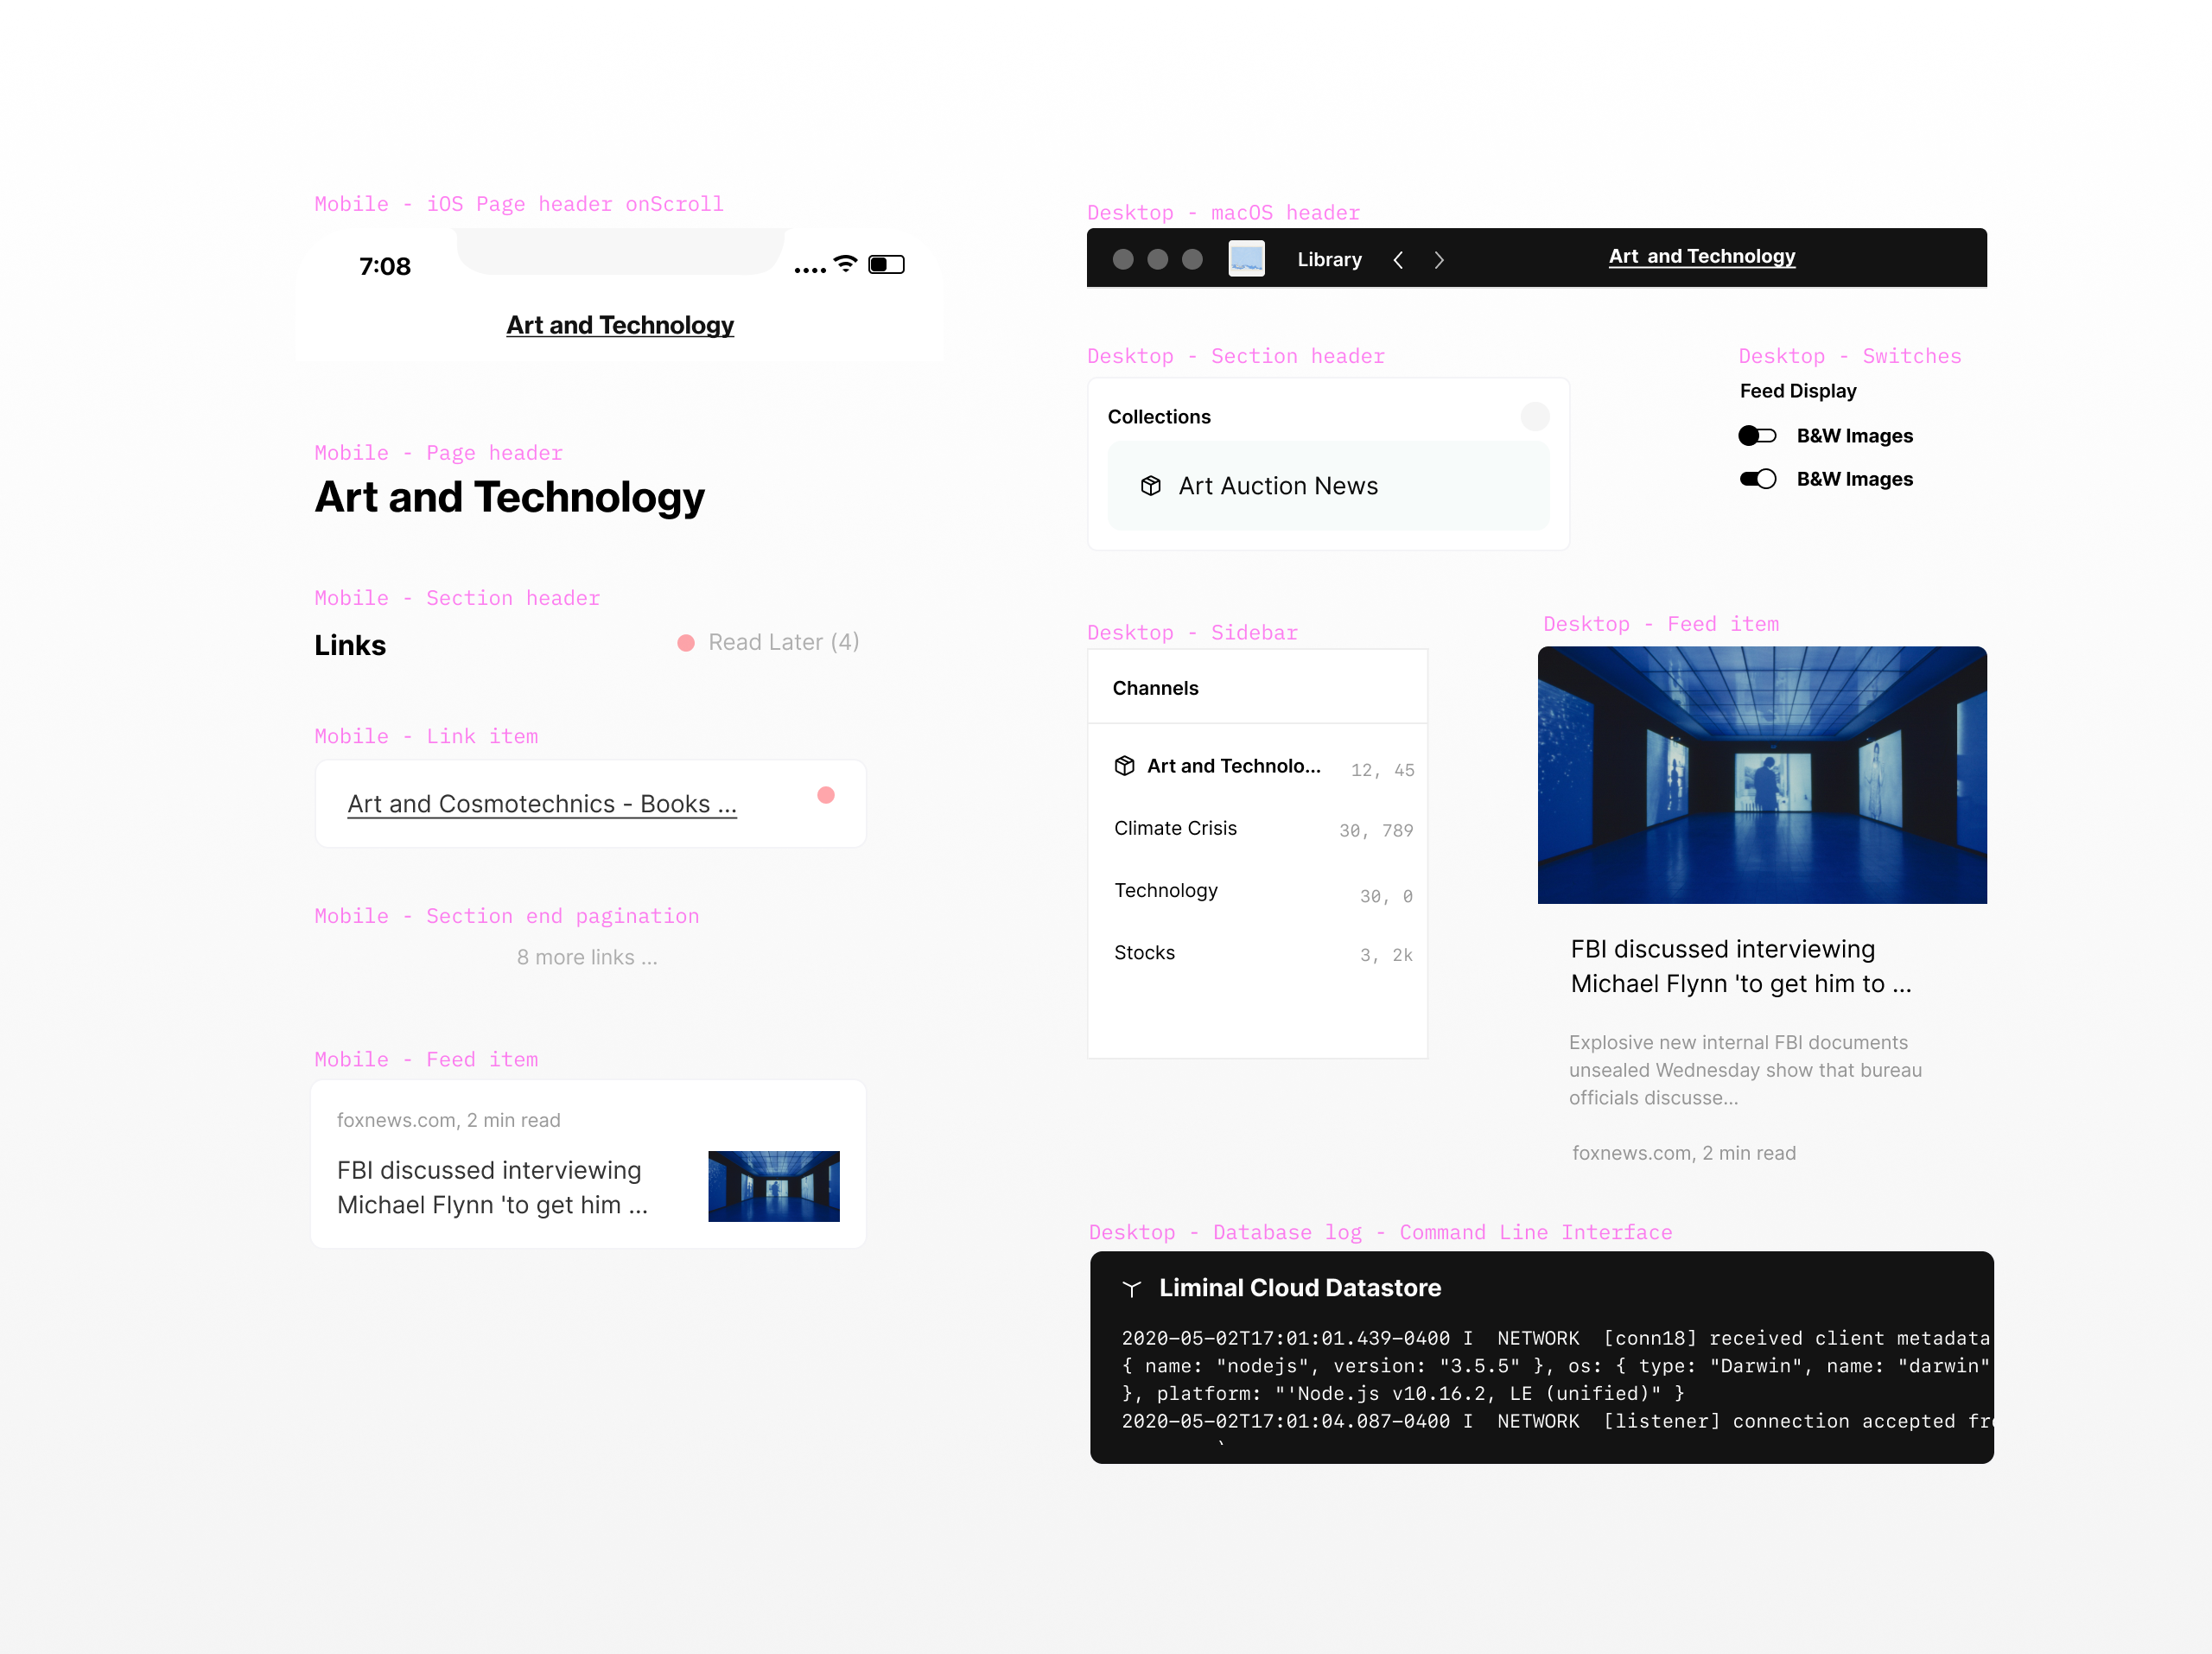 Mobile - iOS Page header onScroll
7:08
Art and Technology
Mobile - Page header
Art and Technology
Mobile - Section header
Links
Read Later (4)
Mobile - Link item
Art and Cosmotechnics - Books ...
Mobile - Section end pagination
8 more links ...
Mobile - Feed item
foxnews.com, 2 min read
FBI discussed interviewing
Michael Flynn 'to get him ...
Desktop - macOS header
Library
Art and Technology
Desktop - Section header
Collections
Art Auction News
Desktop - Switches
Feed Display
B&W Images
B&W Images
Desktop - Sidebar
Channels
Art and Technolo... 12, 45
Climate Crisis 30, 789
Technology 30, 0
Stocks 3, 2k
Desktop - Feed item
FBI discussed interviewing
Michael Flynn 'to get him to ...
Explosive new internal FBI documents
unsealed Wednesday show that bureau
officials discusse...
foxnews.com, 2 min read
Desktop - Database log - Command Line Interface
Liminal Cloud Datastore
2020-05-02T17:01:01.439-0400 I  NETWORK  [conn18] received client metadata
{ name: "nodejs", version: "3.5.5" }, os: { type: "Darwin", name: "darwin"
}, platform: "'Node.js v10.16.2, LE (unified)" }
2020-05-02T17:01:04.087-0400 I  NETWORK  [listener] connection accepted fr
`